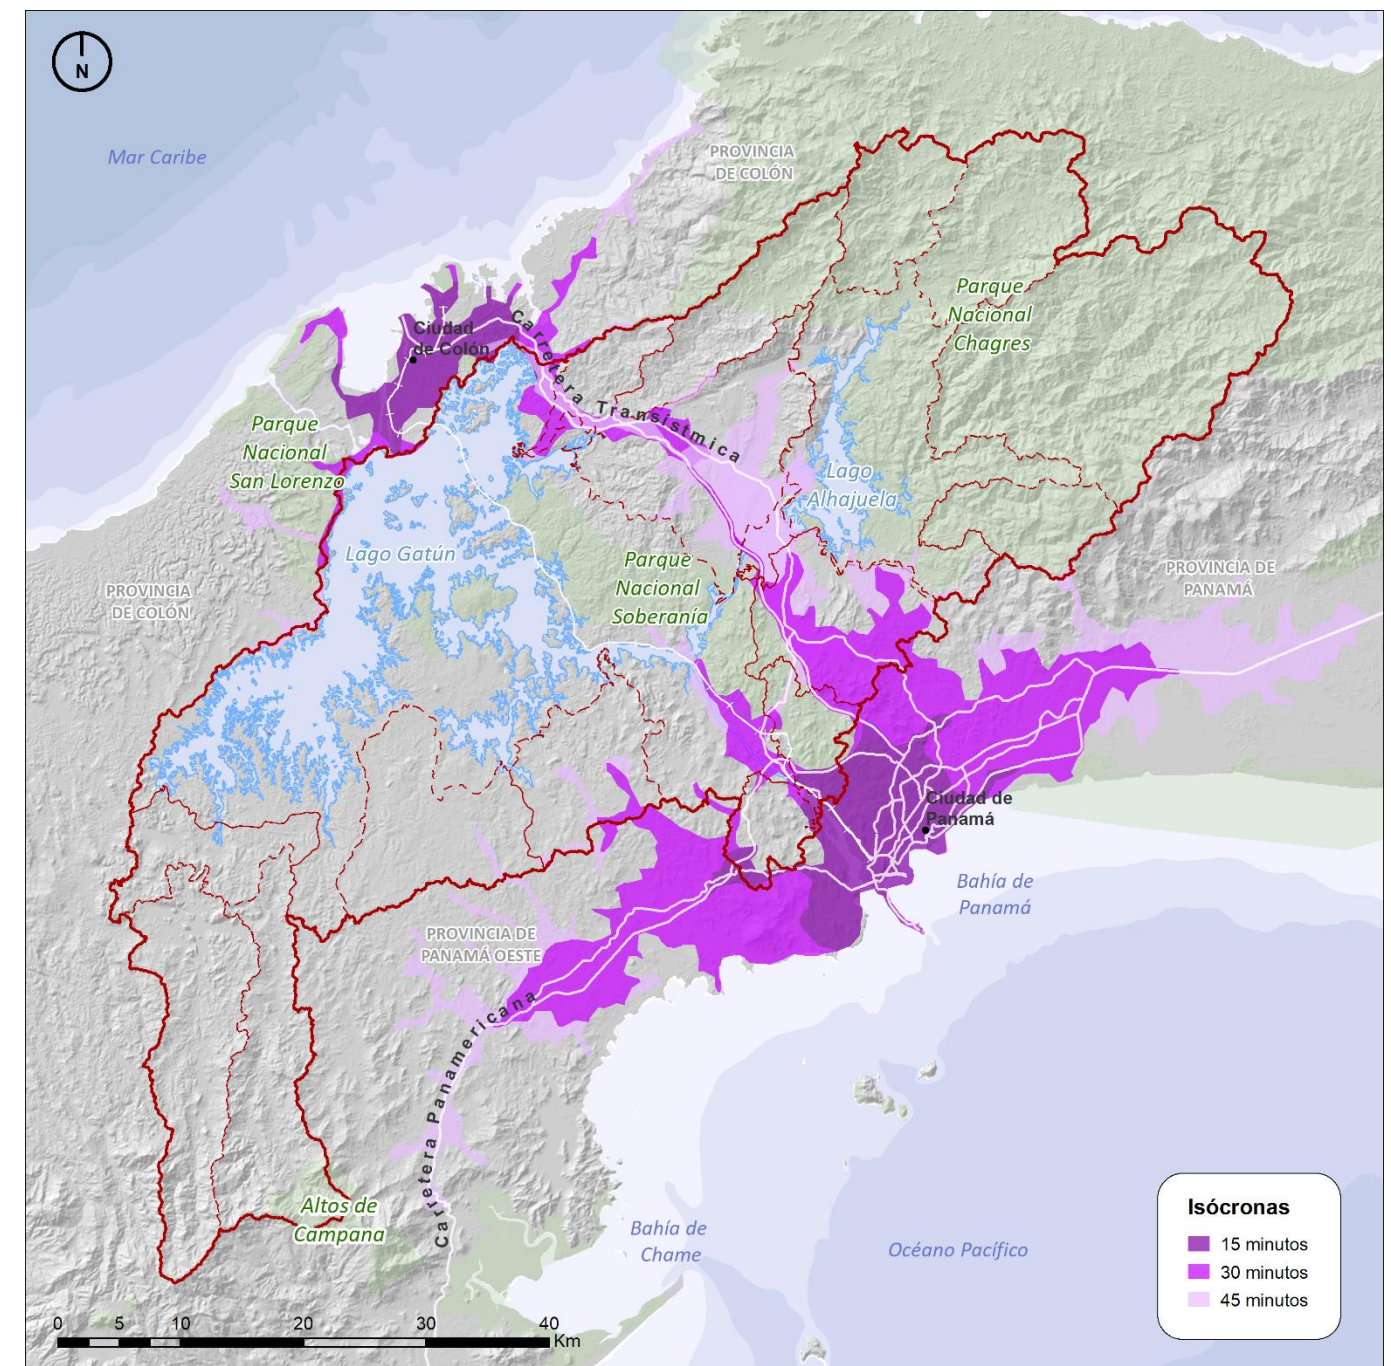 N
Mar Caribe
PROVINCIA
DE COLÓN
Parque
Nacional
Chagres
Ciudad
de Colón
Carretera Transístmica
Parque
Nacional
San Lorenzo
Lago
Alhajuela
Lago Gatún
Parque
Nacional
Soberanía
PROVINCIA
DE COLÓN
PROVINCIA DE
PANAMÁ
Ciudad de
Panamá
Bahía de
Panamá
PROVINCIA DE
PANAMÁ OESTE
Carretera Panamericana
Altos de
Campana
Bahía de
Chame
Océano Pacífico
Isócronas
15 minutos
30 minutos
45 minutos
0 5 10 20 30 40
Km